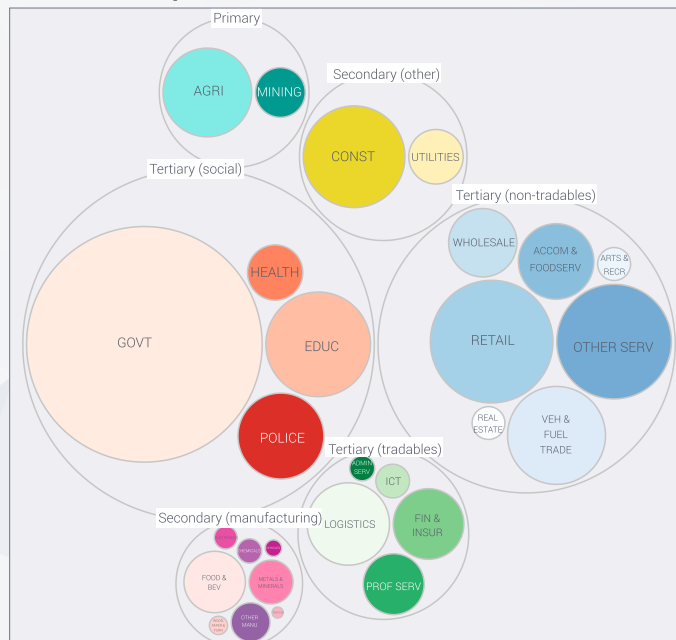 Primary
AGRI
MINING
Secondary (other)
CONST
UTILITIES
Tertiary (social)
HEALTH
GOVT
EDUC
POLICE
Tertiary (non-tradables)
WHOLESALE
ACCOM &
FOODSERV
ARTS &
RECR
RETAIL
OTHER SERV
REAL
ESTATE
VEH &
FUEL
TRADE
Tertiary (tradables)
ADMIN
SERV
ICT
LOGISTICS
FIN &
INSUR
PROF SERV
Secondary (manufacturing)
CHEMICALS
FOOD &
BEV
METALS &
MINERALS
OTHER
MANU